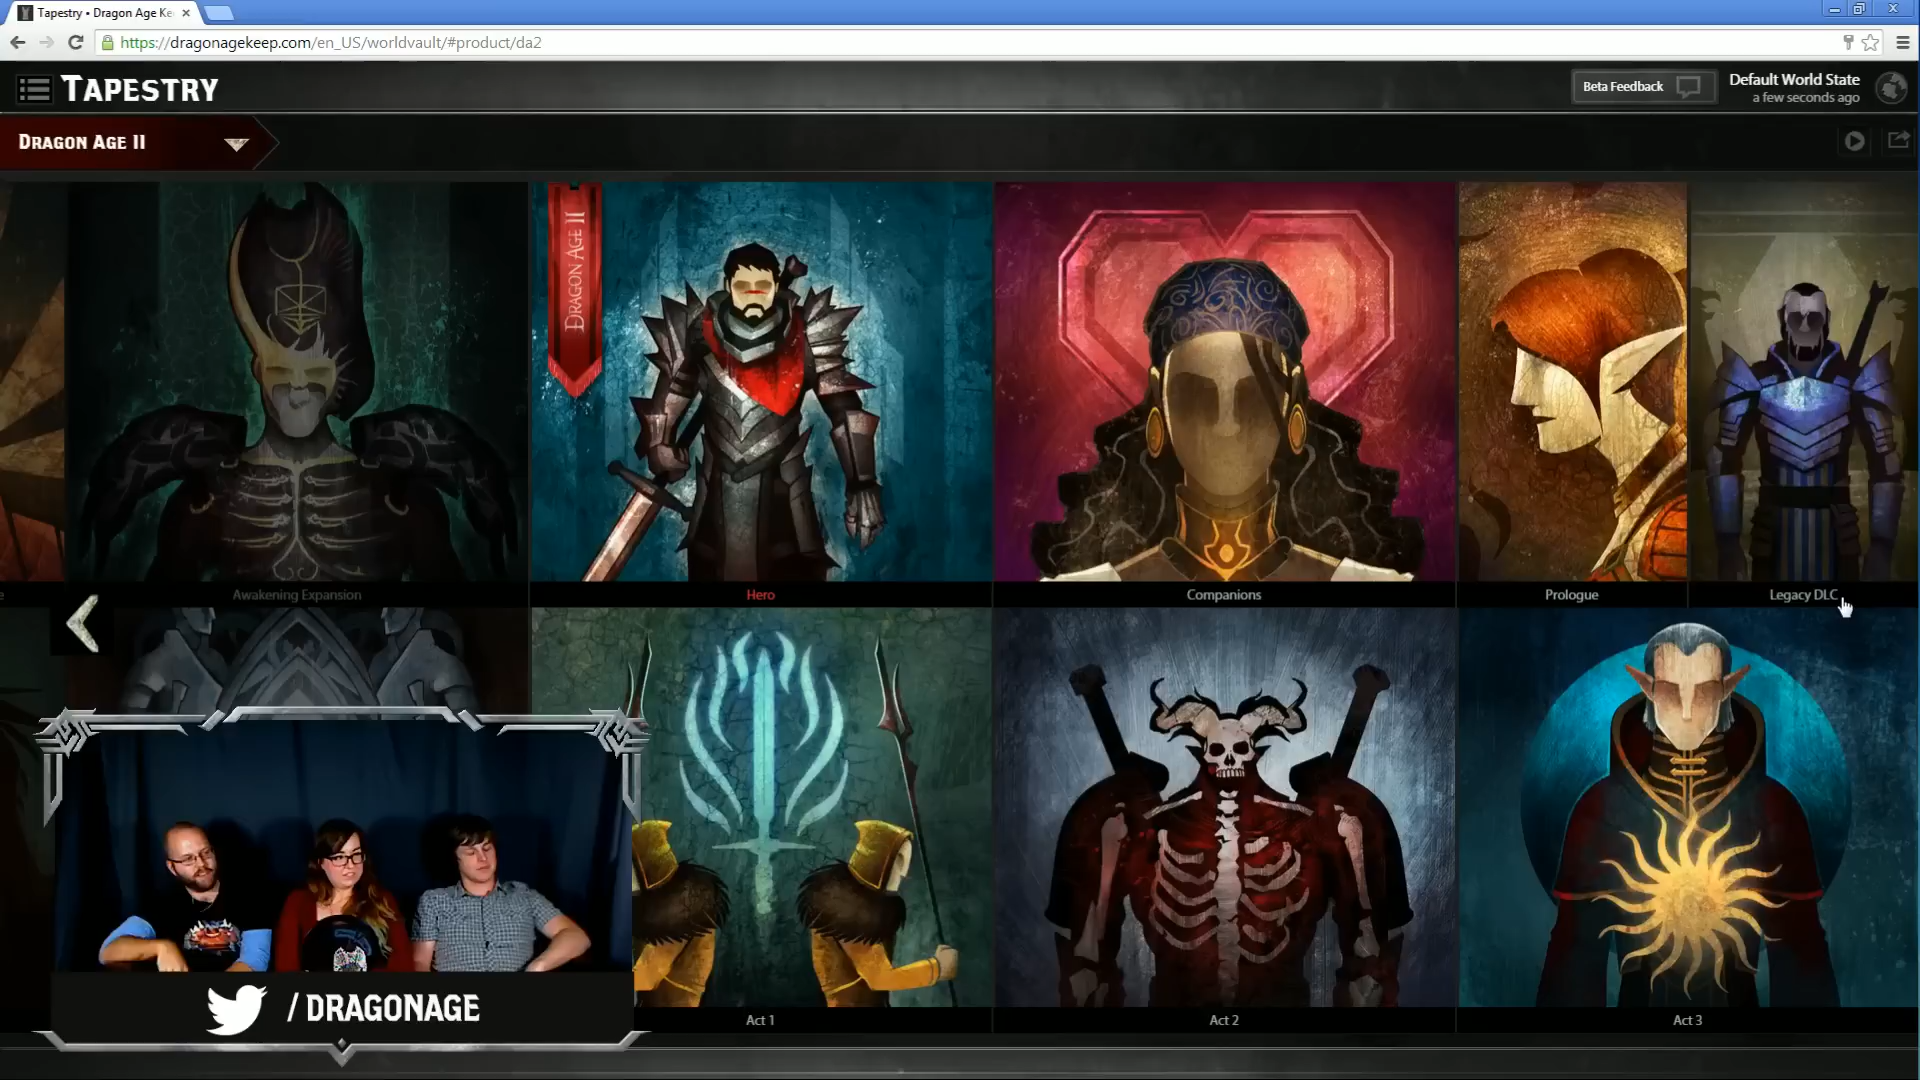 Tapestry • Dragon Age Ke
https://dragonagekeep.com/en_US/worldvault/#product/da2
TAPESTRY
Beta Feedback
Default World State
a few seconds ago
DRAGON AGE II
DRAGON AGE II
e
Awakening Expansion
Hero
Companions
Prologue
Legacy DLC
/ DRAGONAGE
Act 1
Act 2
Act 3